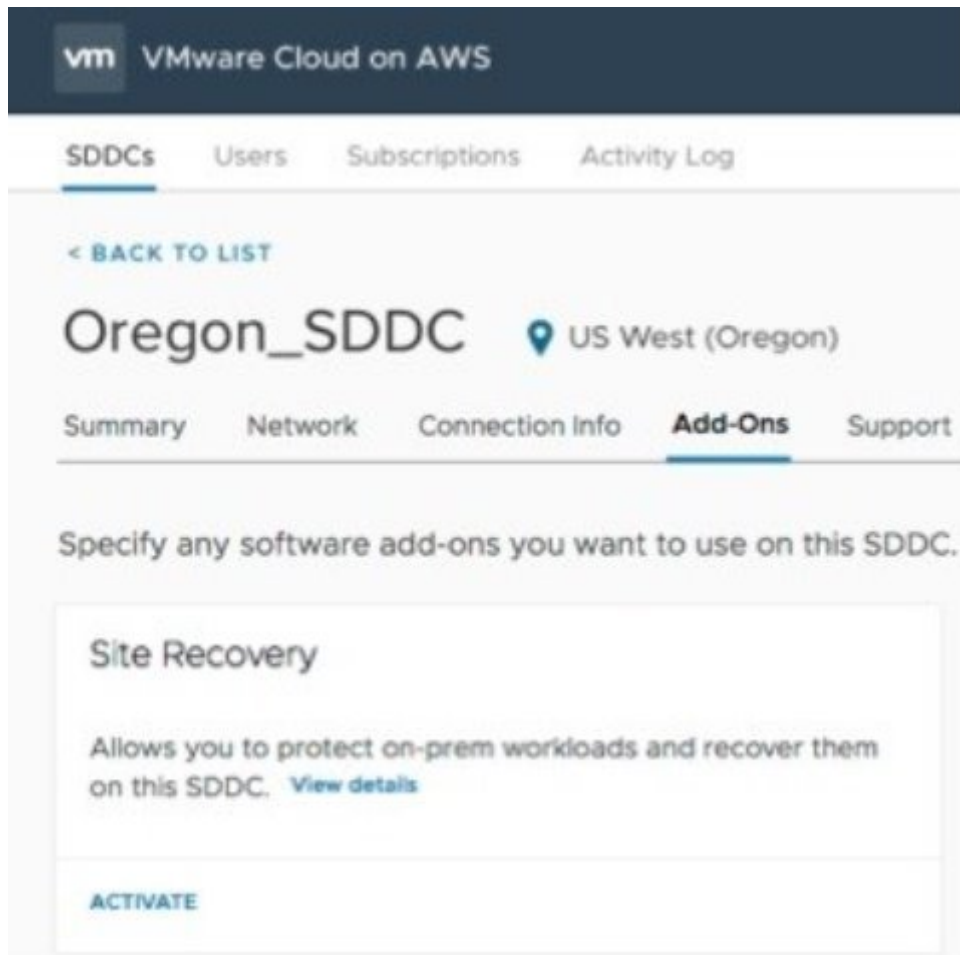 vm VMware Cloud on AWS
SDDCs Users Subscriptions Activity Log
< BACK TO LIST
Oregon_SDDC US West (Oregon)
Summary Network Connection Info Add-Ons Support
Specify any software add-ons you want to use on this SDDC.
Site Recovery
Allows you to protect on-prem workloads and recover them
on this SDDC. View details
ACTIVATE